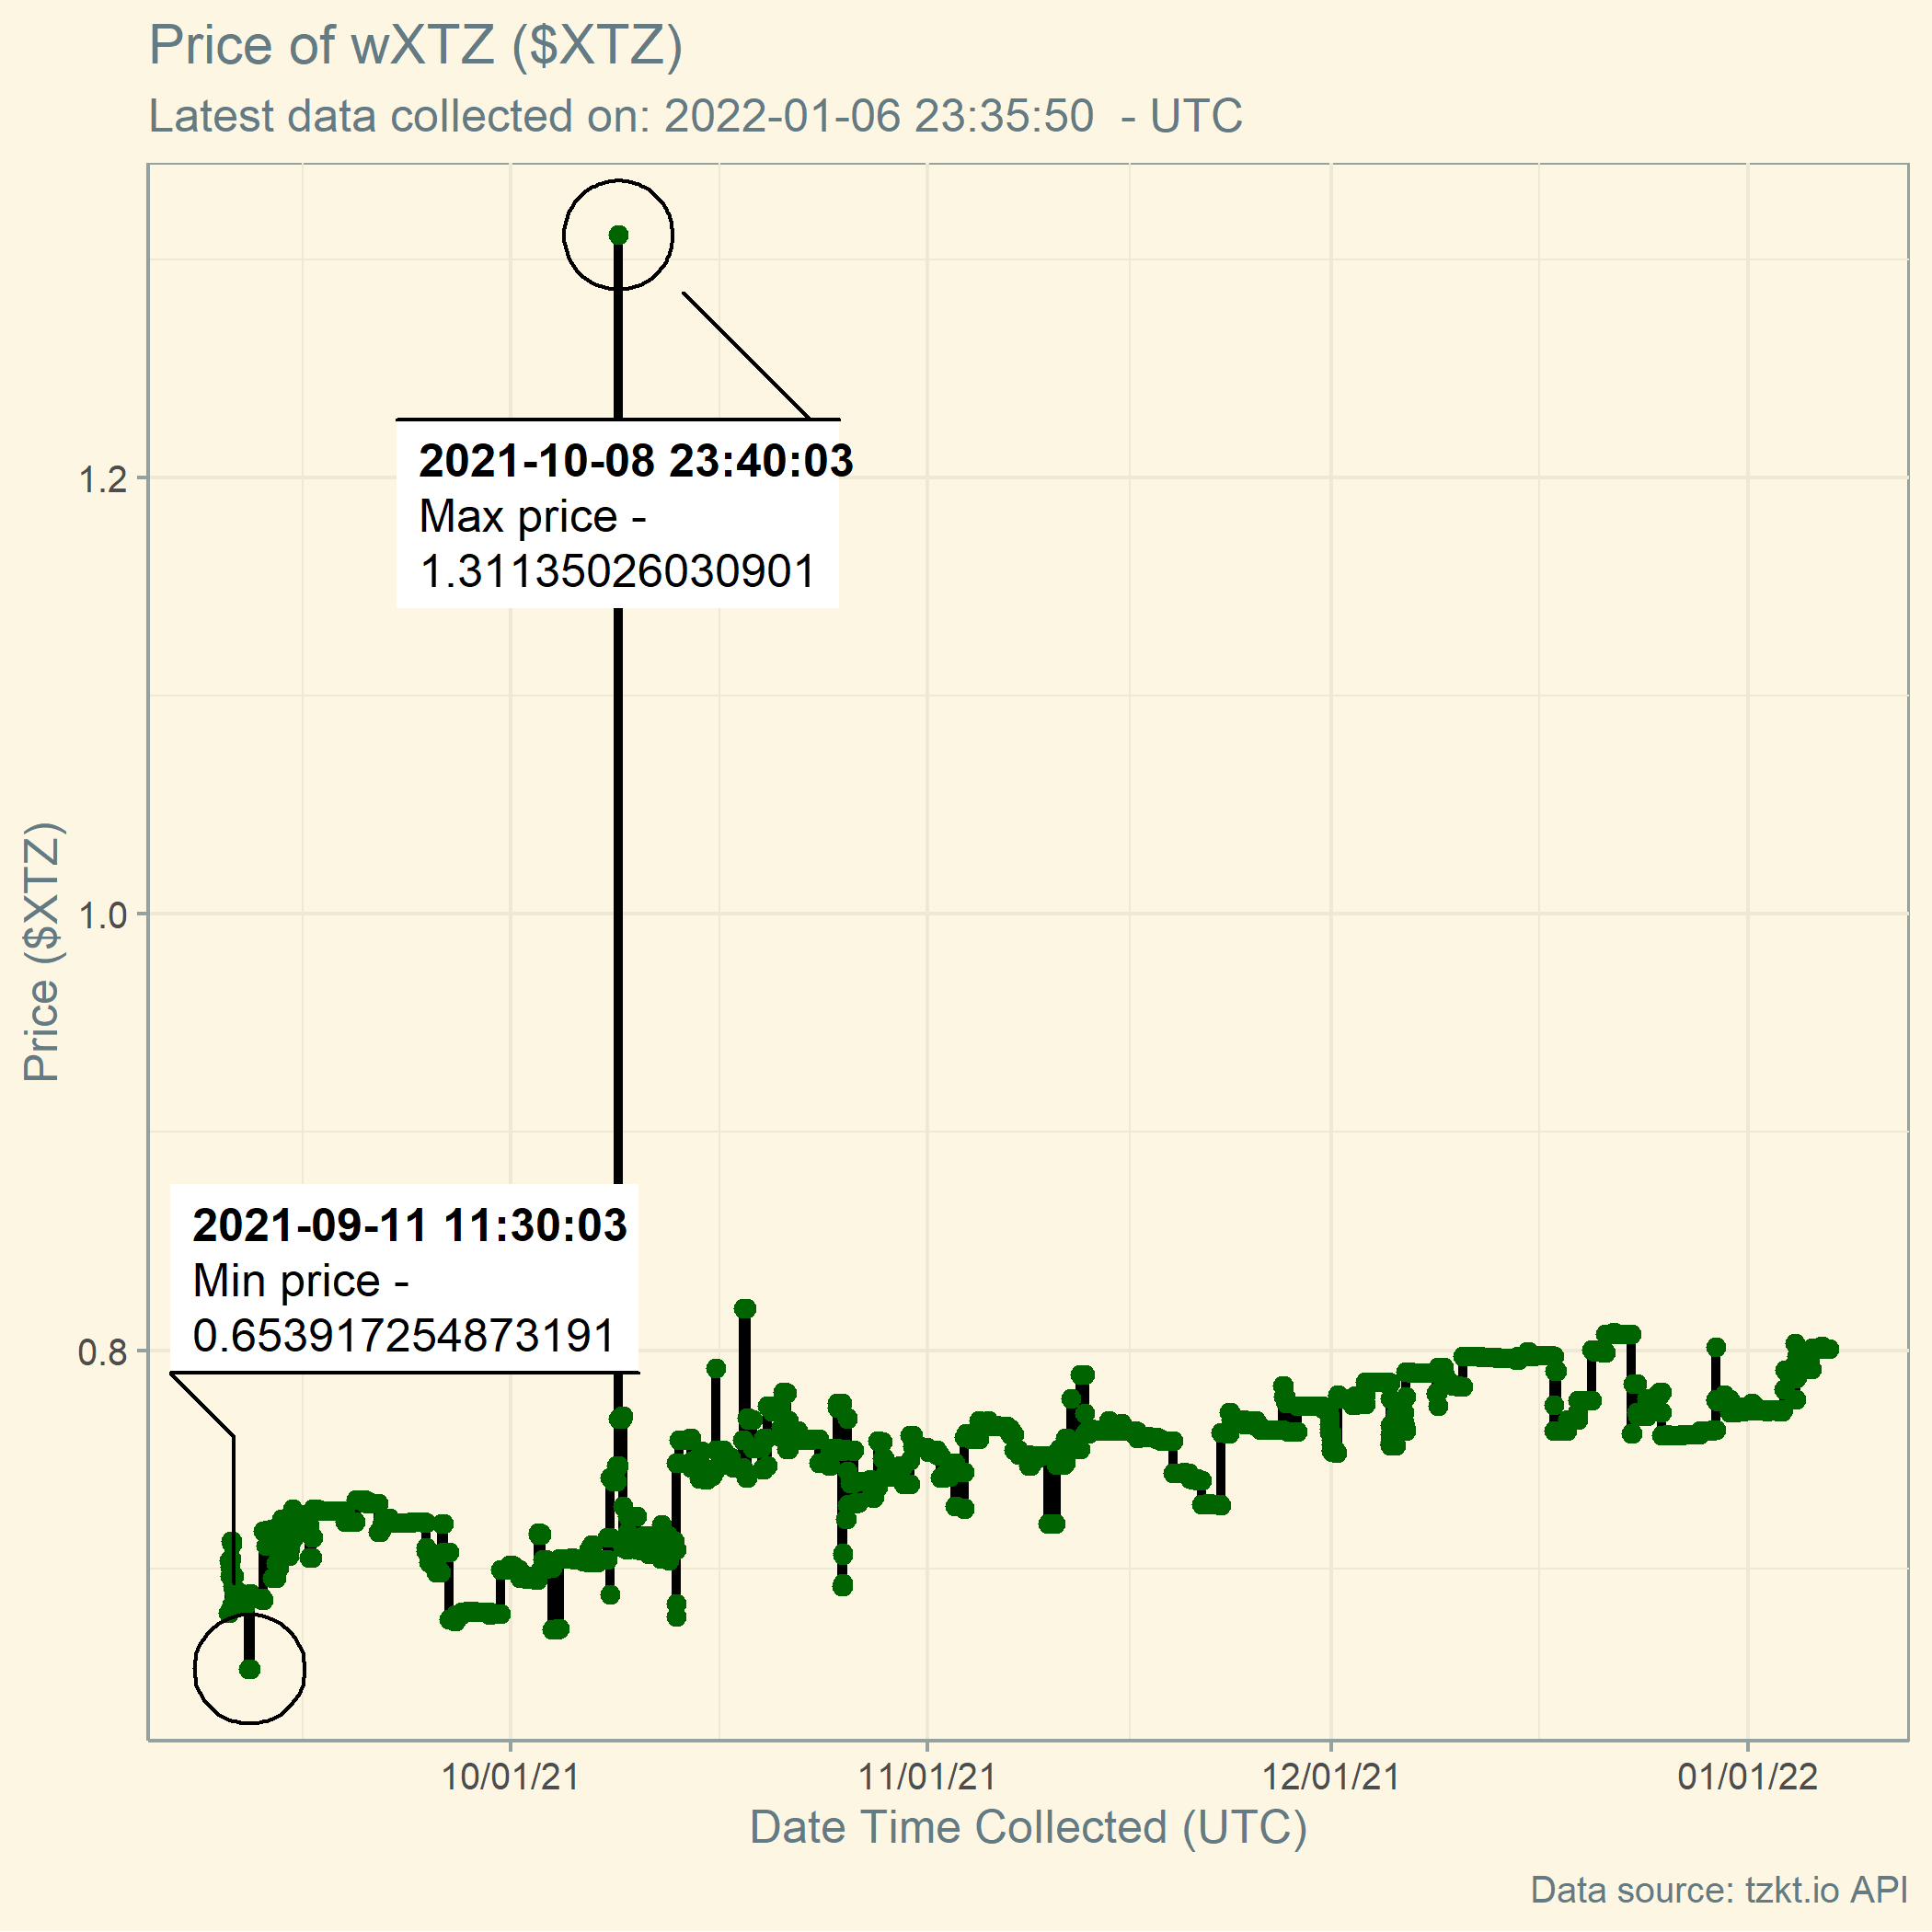 Price of wXTZ ($XTZ)
Latest data collected on: 2022-01-06 23:35:50  - UTC
2021-10-08 23:40:03
Max price -
1.31135026030901
1.2
1.0
Price ($XTZ)
2021-09-11 11:30:03
Min price -
0.653917254873191
0.8
10/01/21
11/01/21
12/01/21
01/01/22
Date Time Collected (UTC)
Data source: tzkt.io API